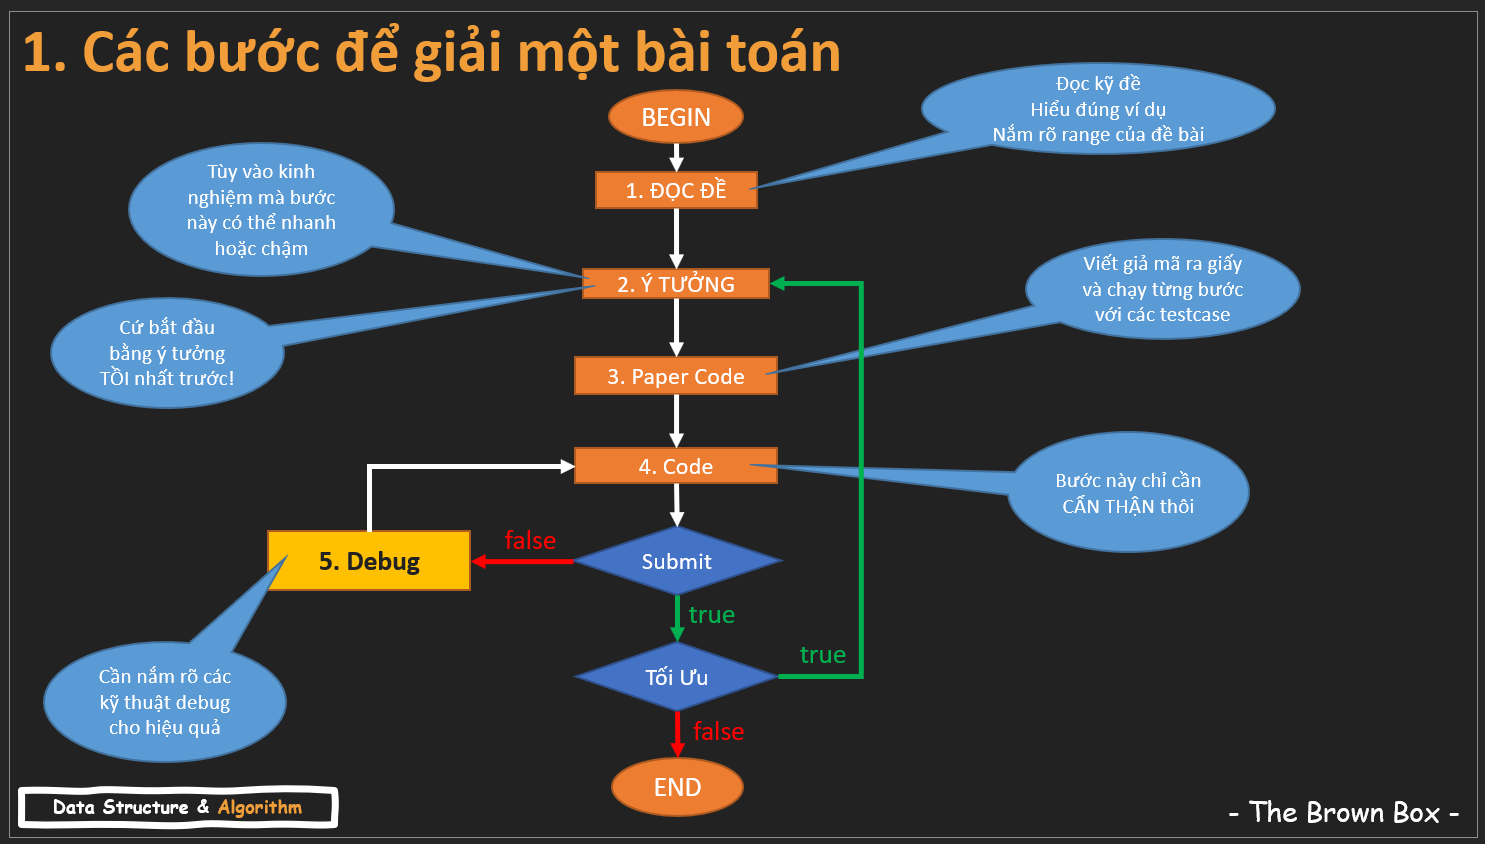 1. Các bước để giải một bài toán
BEGIN
Đọc kỹ đề
Hiểu đúng ví dụ
Nắm rõ range của đề bài
1. ĐỌC ĐỀ
Tùy vào kinh
nghiệm mà bước
này có thể nhanh
hoặc chậm
2. Ý TƯỞNG
Cứ bắt đầu
bằng ý tưởng
TỒI nhất trước!
Viết giả mã ra giấy
và chạy từng bước
với các testcase
3. Paper Code
4. Code
Bước này chỉ cần
CẨN THẬN thôi
Submit
false
5. Debug
true
Cần nắm rõ các
kỹ thuật debug
cho hiệu quả
Tối Ưu
true
false
END
Data Structure & Algorithm
- The Brown Box -